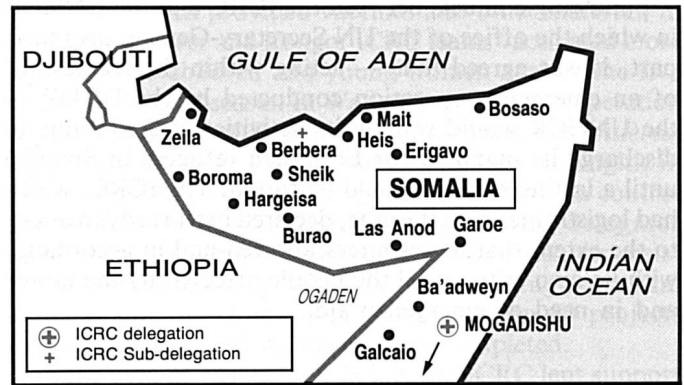 DJIBOUTI
GULF OF ADEN
Zeila
Mait
Bosaso
Berbera
Heis
Erigavo
Boroma
Sheik
SOMALIA
Hargeisa
Burao
Las Anod
Garoe
ETHIOPIA
OGADEN
INDIAN
OCEAN
Ba'adweyn
MOGADISHU
Galcaio
ICRC delegation
ICRC Sub-delegation